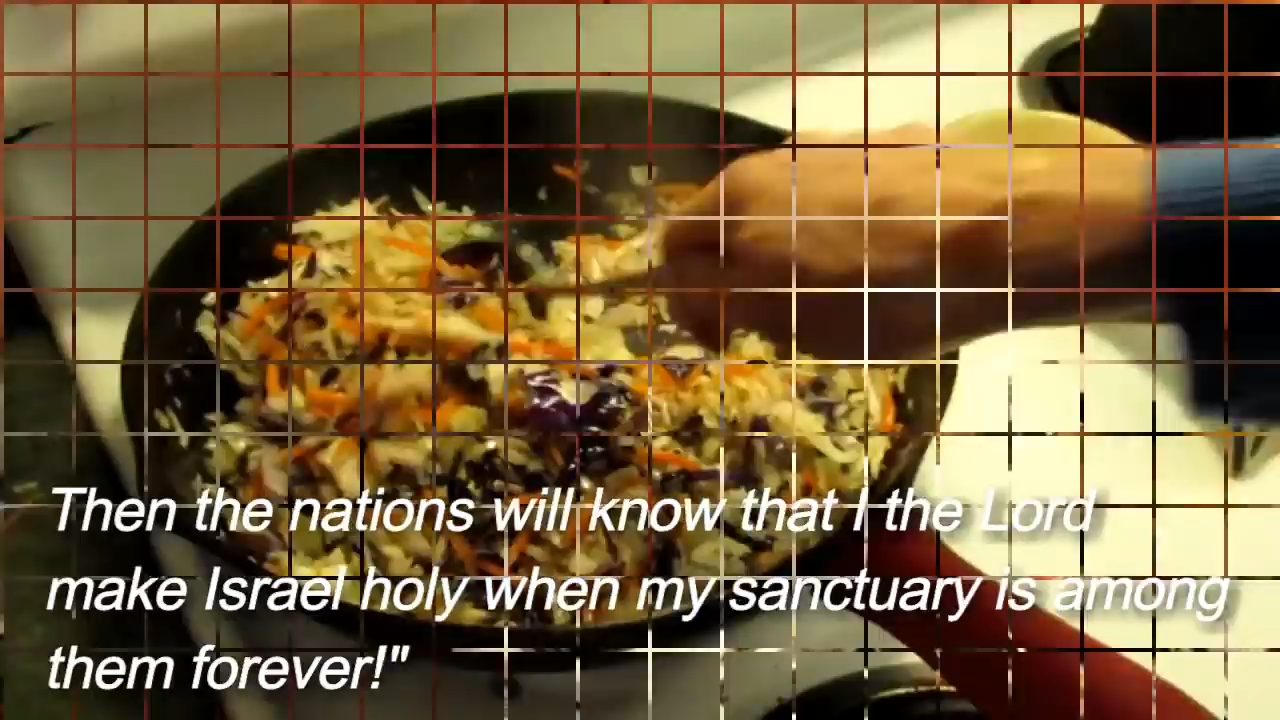 Then the nations will know that I the Lord
make Israel holy when my sanctuary is among
them forever!"